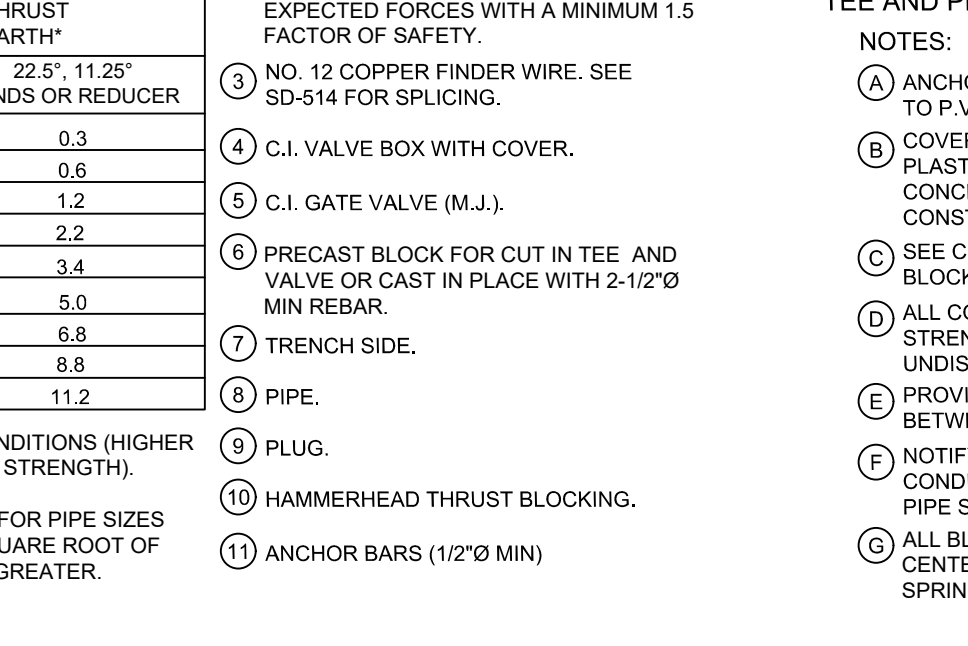 HRUST
ARTH*
22.5°, 11.25°
NDS OR REDUCER
0.3
0.6
1.2
2.2
3.4
5.0
6.8
8.8
11.2
NDITIONS (HIGHER
STRENGTH).
FOR PIPE SIZES
UARE ROOT OF
GREATER.
EXPECTED FORCES WITH A MINIMUM 1.5
FACTOR OF SAFETY.
3 NO. 12 COPPER FINDER WIRE. SEE
SD-514 FOR SPLICING.
4 C.I. VALVE BOX WITH COVER.
5 C.I. GATE VALVE (M.J.).
6 PRECAST BLOCK FOR CUT IN TEE AND
VALVE OR CAST IN PLACE WITH 2-1/2"Ø
MIN REBAR.
7 TRENCH SIDE.
8 PIPE.
9 PLUG.
10 HAMMERHEAD THRUST BLOCKING.
11 ANCHOR BARS (1/2"Ø MIN)
TEE AND P
NOTES:
A ANCHO
TO P.V
B COVER
PLAST
CONC
CONST
C SEE C
BLOCK
D ALL CO
STREN
UNDIS
E PROVI
BETW
F NOTIF
COND
PIPE S
G ALL BL
CENTE
SPRIN